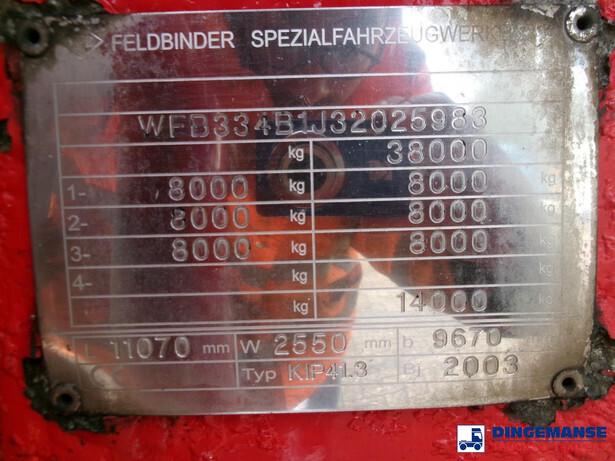 > FELDBINDER SPEZIALFAHRZEUGWERKE
WFB334B1J32025983
kg 38000
1- 8000 kg 8000 kg
2- 8000 kg 8000 kg
3- 8000 kg 8000 kg
4- kg kg
kg 14000 kg
L 11070 mm W 2550 mm b 9670
Typ KIP41.3 Bj 2003
DINGEMANSE